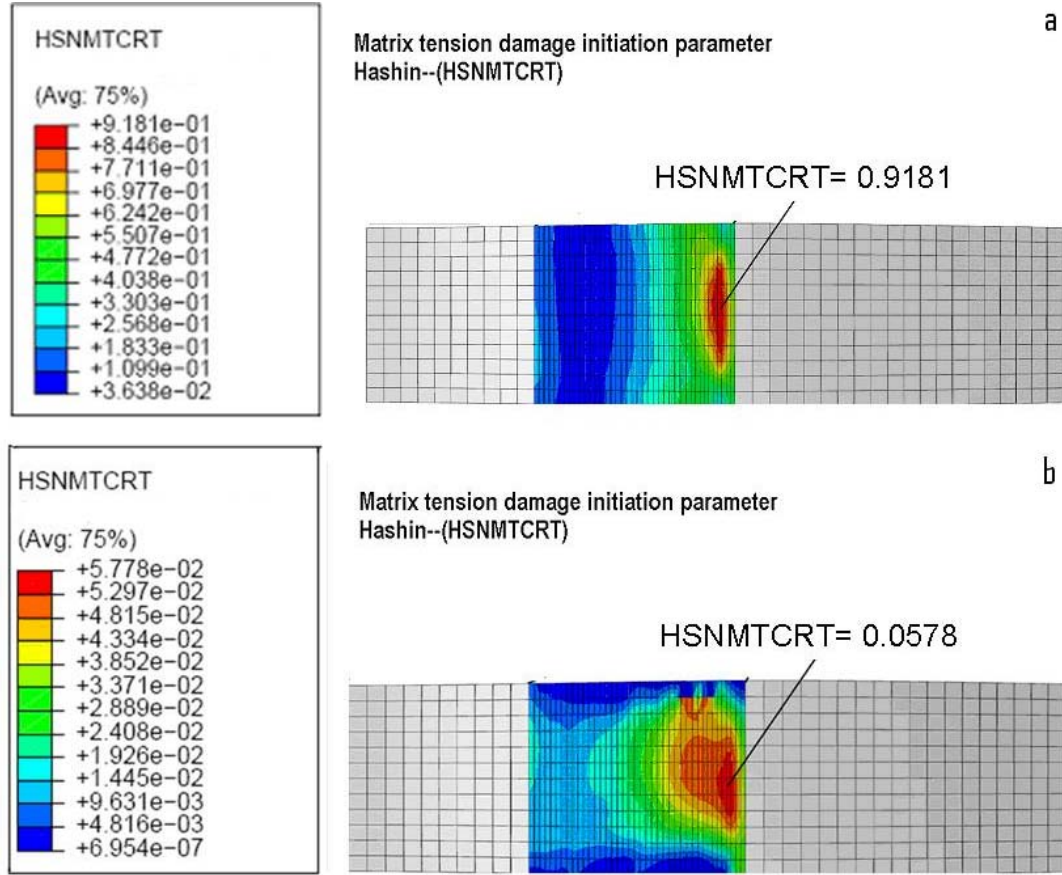 HSNMTCRT
(Avg: 75%)
+9.181e-01
+8.446e-01
+7.711e-01
+6.977e-01
+6.242e-01
+5.507e-01
+4.772e-01
+4.038e-01
+3.303e-01
+2.568e-01
+1.833e-01
+1.099e-01
+3.638e-02
a
Matrix tension damage initiation parameter
Hashin--(HSNMTCRT)
HSNMTCRT= 0.9181
HSNMTCRT
(Avg: 75%)
+5.778e-02
+5.297e-02
+4.815e-02
+4.334e-02
+3.852e-02
+3.371e-02
+2.889e-02
+2.408e-02
+1.926e-02
+1.445e-02
+9.631e-03
+4.816e-03
+6.954e-07
b
Matrix tension damage initiation parameter
Hashin--(HSNMTCRT)
HSNMTCRT= 0.0578